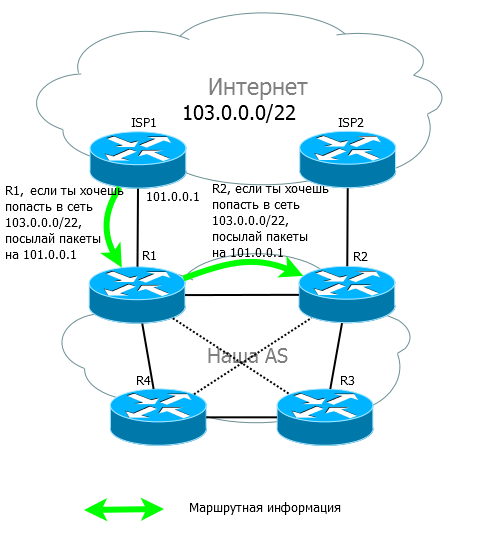 Интернет
103.0.0.0/22
ISP1
ISP2
R1, если ты хочешь
попасть в сеть
103.0.0.0/22,
посылай пакеты
на 101.0.0.1
101.0.0.1
R2, если ты хочешь
попасть в сеть
103.0.0.0/22,
посылай пакеты
на 101.0.0.1
R1
R2
Наша AS
R4
R3
Маршрутная информация